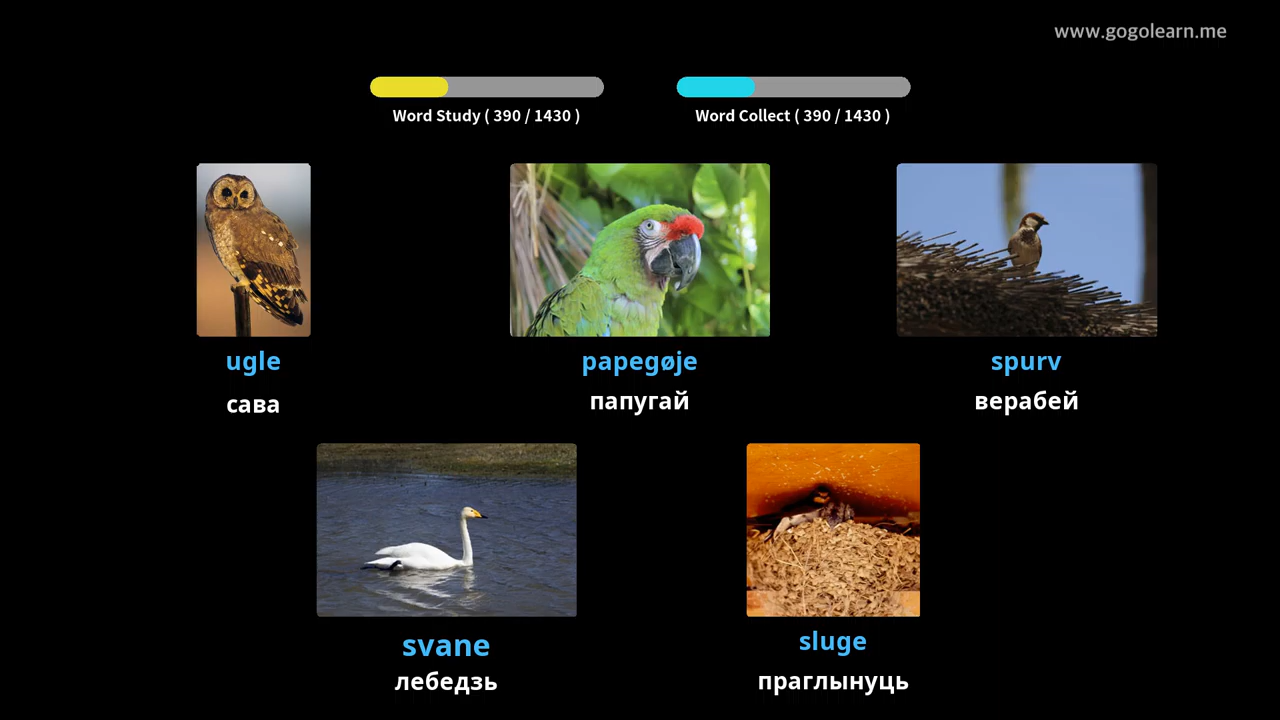 www.gogolearn.me
Word Study ( 390 / 1430 )
Word Collect ( 390 / 1430 )
ugle
сава
papegøje
папугай
spurv
верабей
svane
лебедзь
sluge
праглынуць